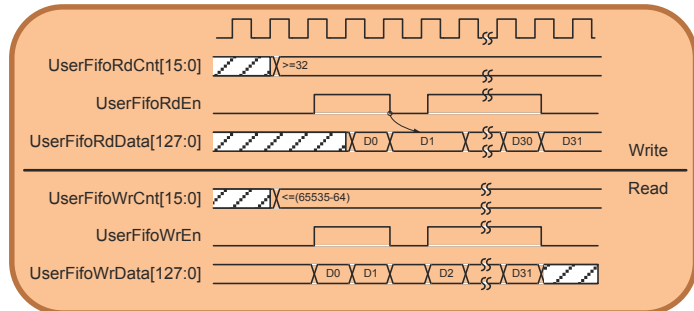 UserFifoRdCnt[15:0] >=32
UserFifoRdEn
UserFifoRdData[127:0] D0 D1 D30 D31
Write
Read
UserFifoWrCnt[15:0] <=(65535-64)
UserFifoWrEn
UserFifoWrData[127:0] D0 D1 D2 D31